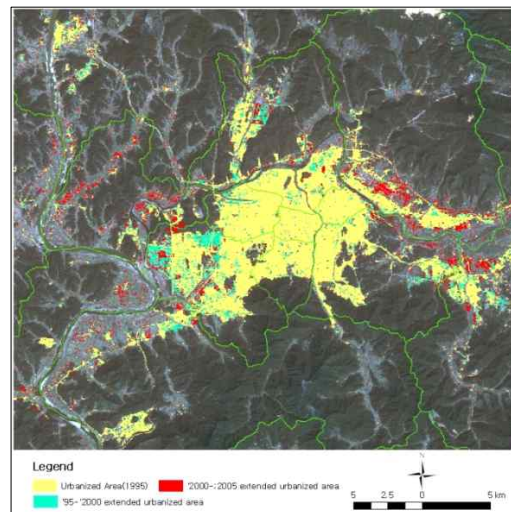 N
Legend
Urbanized Area(1995)
'2000-:2005 extended urbanized area
'95-'2000 extended urbanized area
5 2.5 0 5 km